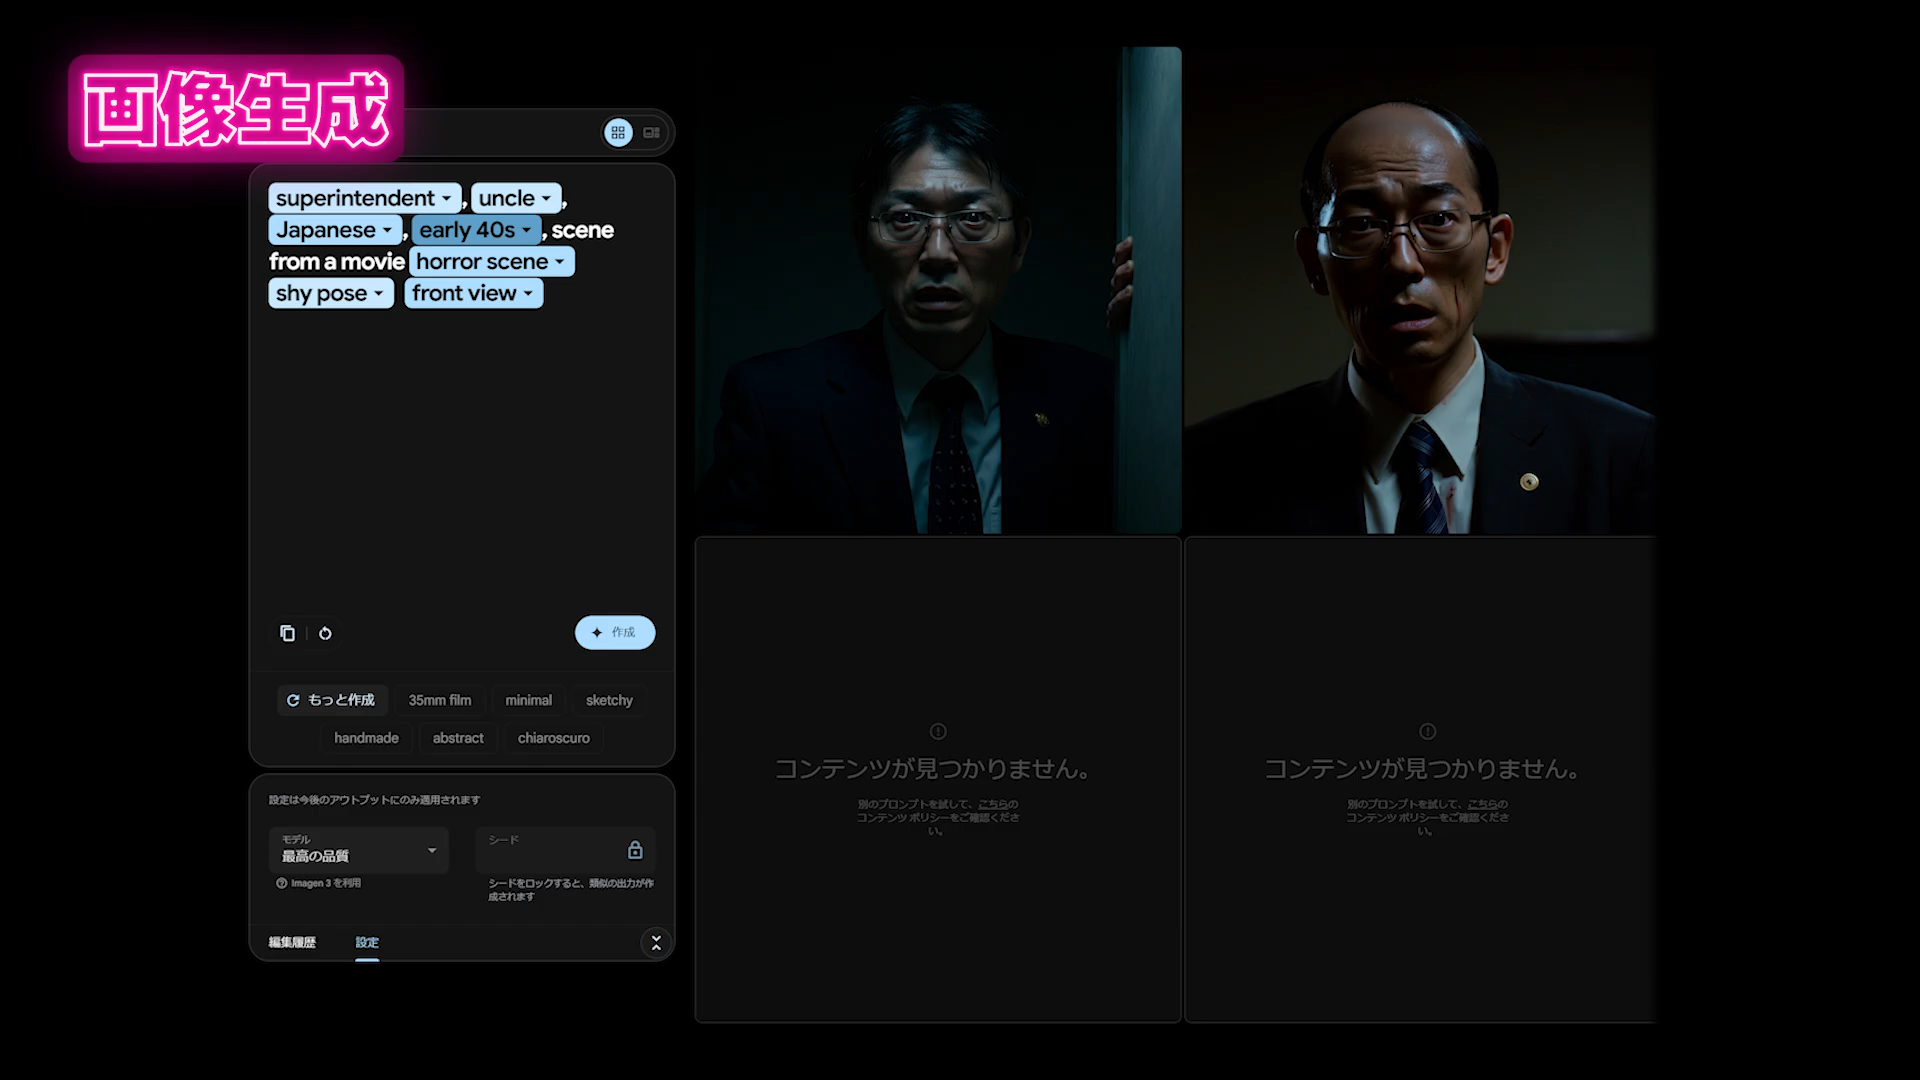 画像生成
superintendent, uncle,
Japanese, early 40s, scene
from a movie horror scene
shy pose front view
作成
もっと作成 35mm film minimal sketchy
handmade abstract chiaroscuro
設定は今後のアウトプットにのみ適用されます
モデル
最高の品質
Imagen 3 を利用
シード
シードをロックすると、類似の出力が作
成されます
編集履歴 設定
コンテンツが見つかりません。
別のプロンプトを試して、こちらの
コンテンツ ポリシーをご確認くださ
い。
コンテンツが見つかりません。
別のプロンプトを試して、こちらの
コンテンツ ポリシーをご確認くださ
い。